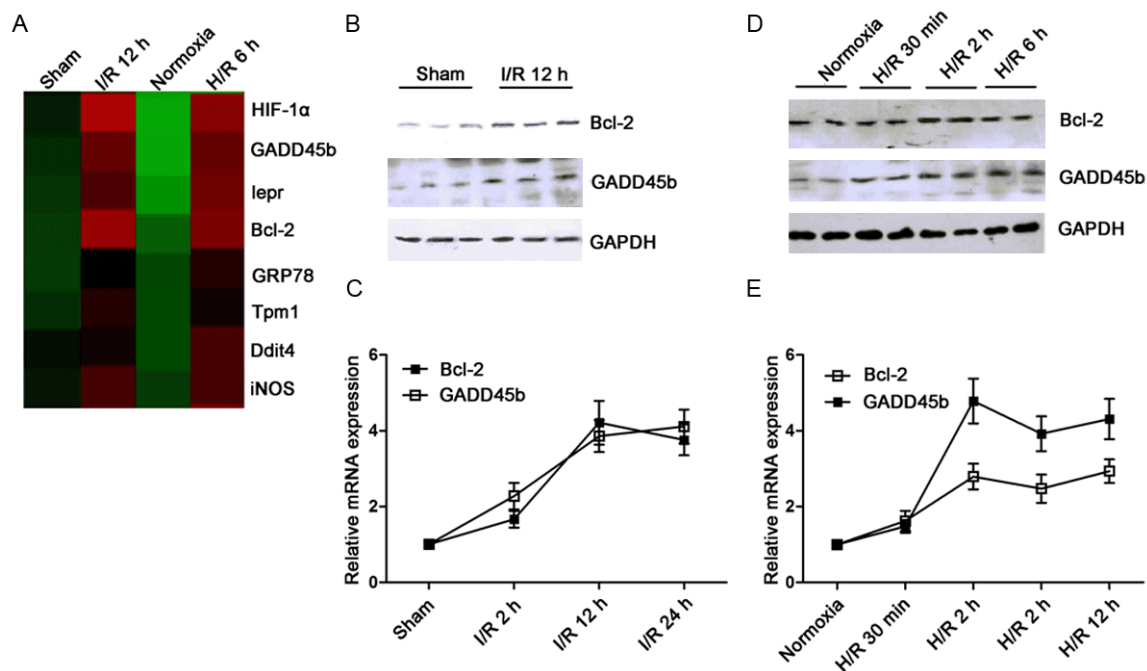 A
Sham
I/R 12 h
Normoxia
H/R 6 h
HIF-1α
GADD45b
lepr
Bcl-2
GRP78
Tpm1
Ddit4
iNOS
B
Sham
I/R 12 h
Bcl-2
GADD45b
GAPDH
D
Normoxia
H/R 30 min
H/R 2 h
H/R 6 h
Bcl-2
GADD45b
GAPDH
C
Relative mRNA expression
6
4
2
0
Bcl-2
GADD45b
Sham
I/R 2 h
I/R 12 h
I/R 24 h
E
Relative mRNA expression
6
4
2
0
Bcl-2
GADD45b
Normoxia
H/R 30 min
H/R 2 h
H/R 2 h
H/R 12 h